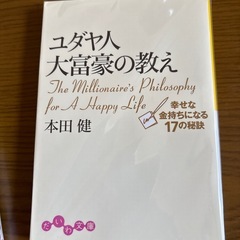 ユダヤ人
大富豪の教え
The Millionaire's Philosophy
for A Happy Life
幸せな
金持ちになる
17の秘訣
本田 健
だいわ文庫